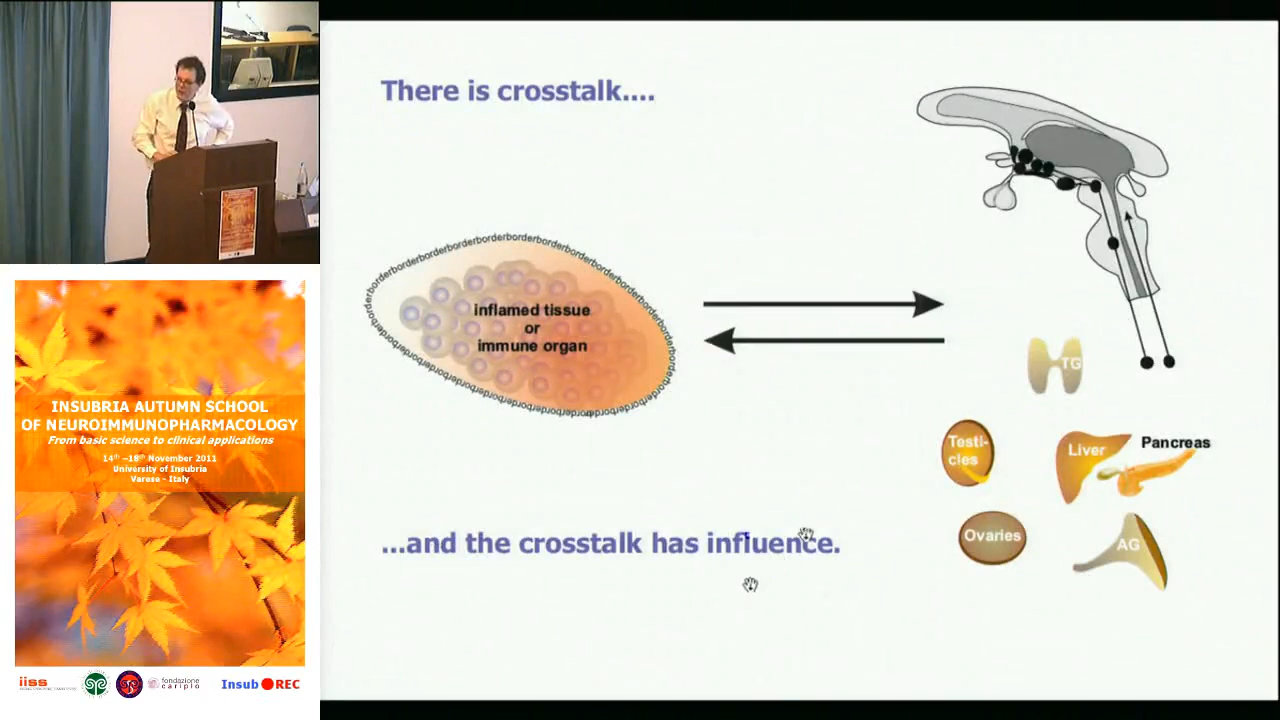 There is crosstalk....
borderborderborderborderborderborderborderborderborderborderborderborderborderborderborderborderborder
inflamed tissue
or
immune organ
TG
Testi-
cles
Liver
Pancreas
Ovaries
AG
...and the crosstalk has influence.
INSUBRIA AUTUMN SCHOOL
OF NEUROIMMUNOPHARMACOLOGY
From basic science to clinical applications
14th –18th November 2011
University of Insubria
Varese - Italy
iiss
fondazione
cariplo
Insub REC